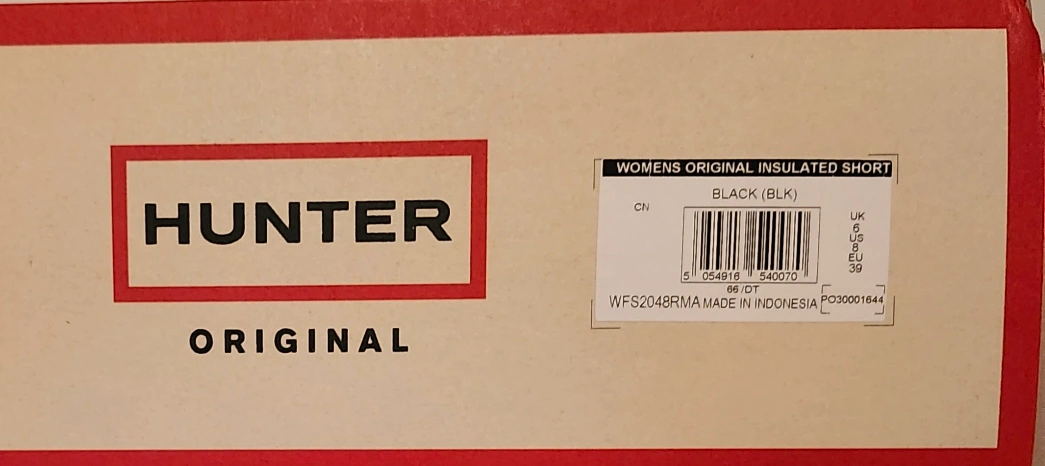 HUNTER
ORIGINAL
WOMENS ORIGINAL INSULATED SHORT
BLACK (BLK)
CN
UK
6
US
8
EU
39
5 054916 540070
66 /DT
WFS2048RMA MADE IN INDONESIA PO30001644